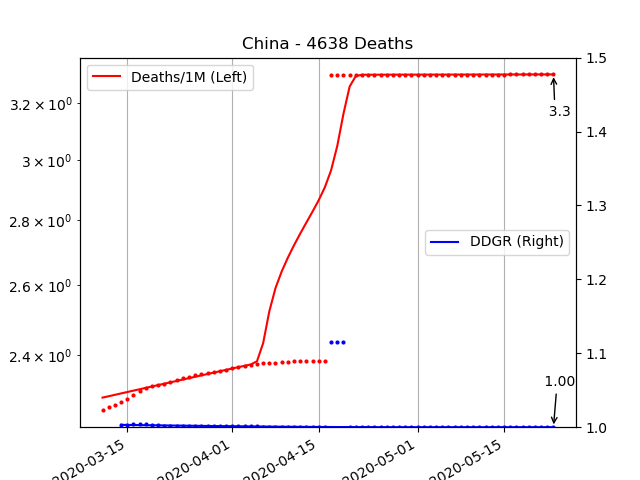 China - 4638 Deaths
Deaths/1M (Left)
DDGR (Right)
3.3
1.00
3.2 × 10⁰
3 × 10⁰
2.8 × 10⁰
2.6 × 10⁰
2.4 × 10⁰
1.5
1.4
1.3
1.2
1.1
1.0
2020-03-15
2020-04-01
2020-04-15
2020-05-01
2020-05-15